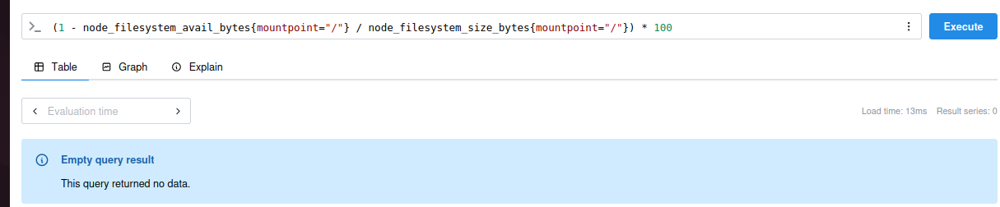 (1 - node_filesystem_avail_bytes{mountpoint="/"} / node_filesystem_size_bytes{mountpoint="/"}) * 100
Execute
Table Graph Explain
Evaluation time
Load time: 13ms Result series: 0
Empty query result
This query returned no data.